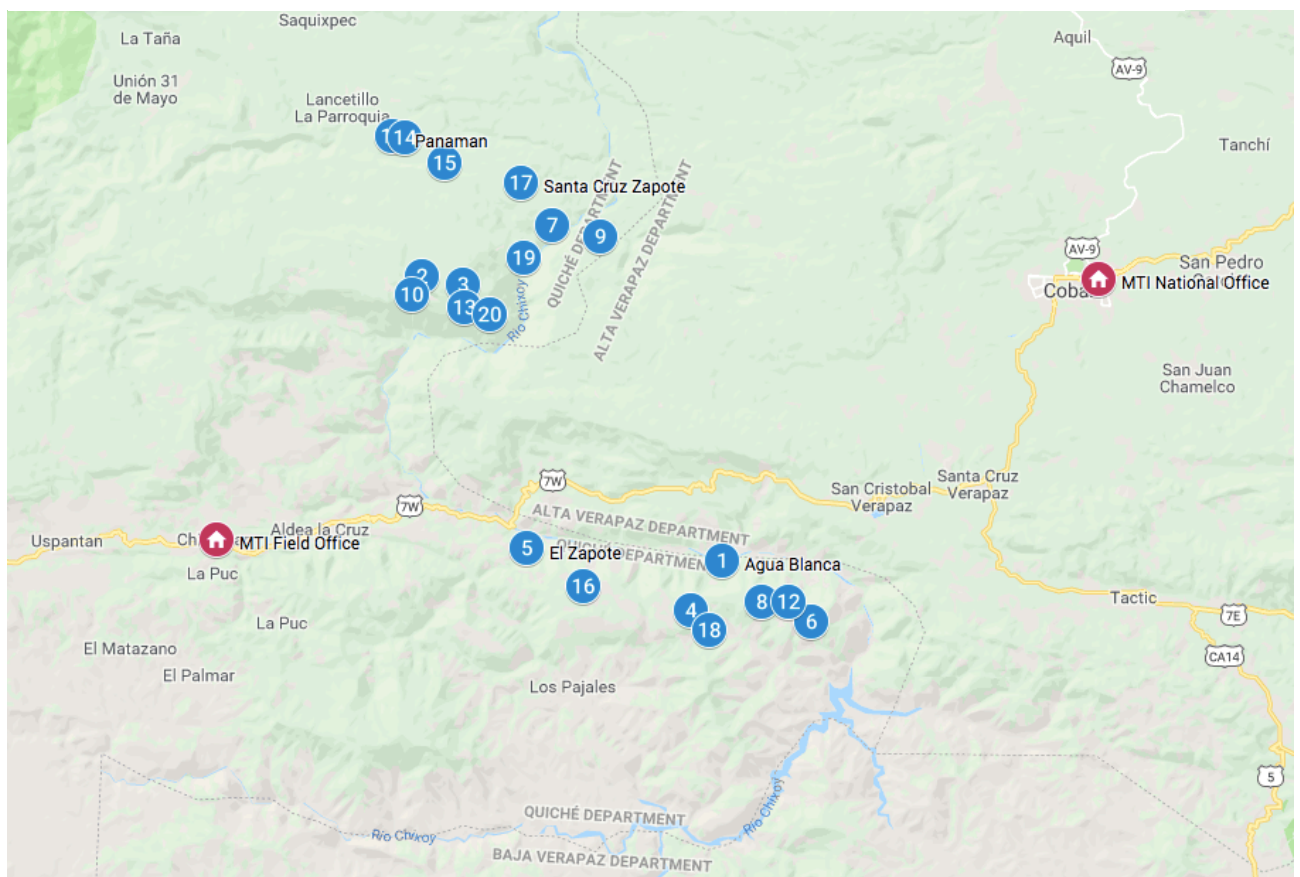 Saquixpec
La Taña
Aquil
AV-9
Unión 31
de Mayo
Lancetillo
La Parroquia
14
Panaman
15
Tanchí
17
Santa Cruz Zapote
7
9
QUICHÉ DEPARTMENT
ALTA VERAPAZ DEPARTMENT
AV-9
19
San Pedro
MTI National Office
2
3
10
13
20
Río Chixoy
San Juan
Chamelco
7W
7W
Santa Cruz
Verapaz
San Cristobal
Verapaz
ALTA VERAPAZ DEPARTMENT
Uspantan
Aldea la Cruz
MTI Field Office
5
El Zapote
1
Agua Blanca
La Puc
16
4
8
12
6
18
Tactic
7E
La Puc
El Matazano
El Palmar
Los Pajales
CA14
5
QUICHÉ DEPARTMENT
Río Chixoy
Río Chixoy
BAJA VERAPAZ DEPARTMENT